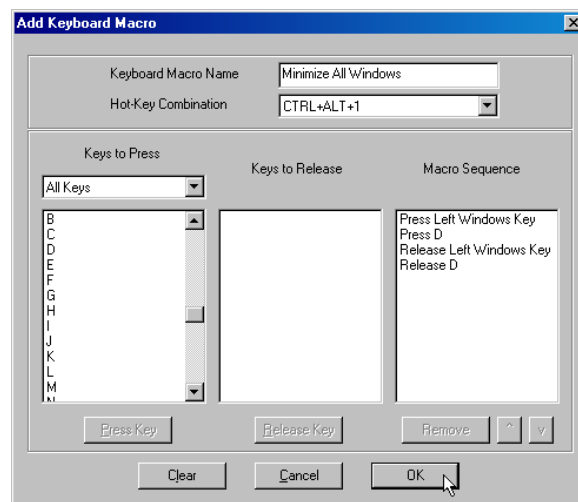 Add Keyboard Macro
Keyboard Macro Name
Minimize All Windows
Hot-Key Combination
CTRL+ALT+1
Keys to Press
Keys to Release
Macro Sequence
All Keys
B
C
D
E
F
G
H
I
J
K
L
M
N
Press Left Windows Key
Press D
Release Left Windows Key
Release D
Press Key
Release Key
Remove
^
v
Clear
Cancel
OK